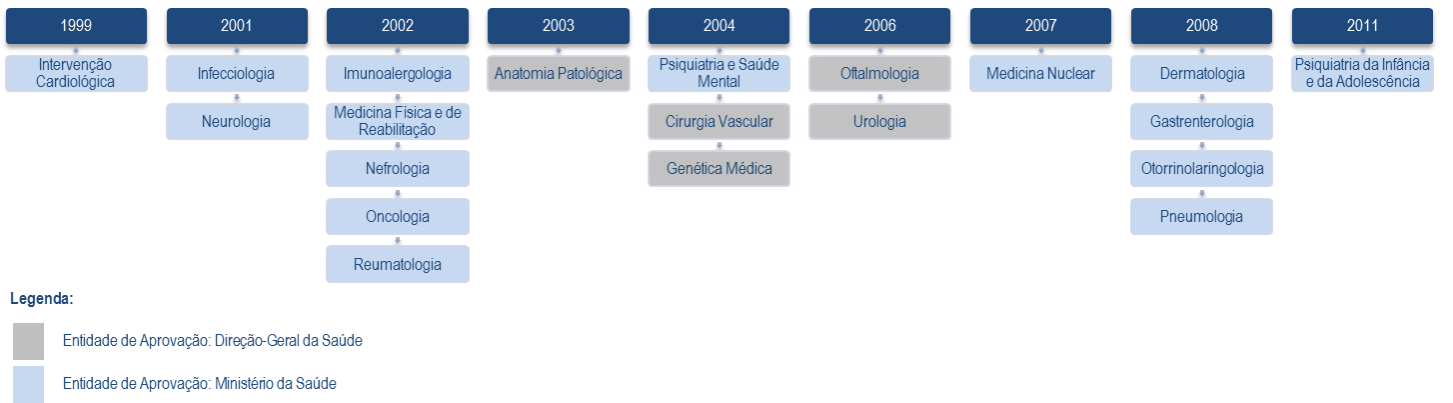 1999
Intervenção
Cardiológica
2001
Infecciologia
Neurologia
2002
Imunoalergologia
Medicina Física e de
Reabilitação
Nefrologia
Oncologia
Reumatologia
2003
Anatomia Patológica
2004
Psiquiatria e Saúde
Mental
Cirurgia Vascular
Genética Médica
2006
Oftalmologia
Urologia
2007
Medicina Nuclear
2008
Dermatologia
Gastrenterologia
Otorrinolaringologia
Pneumologia
2011
Psiquiatria da Infância
e da Adolescência
Legenda:
Entidade de Aprovação: Direção-Geral da Saúde
Entidade de Aprovação: Ministério da Saúde